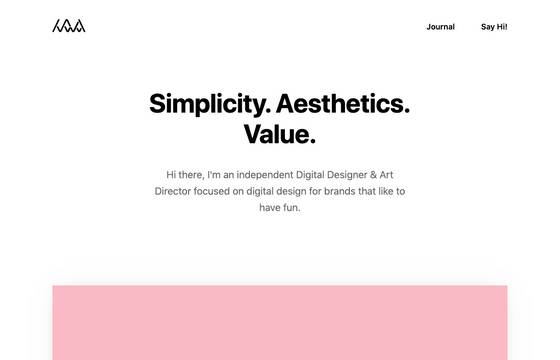 Journal Say Hi!
Simplicity. Aesthetics.
Value.
Hi there, I'm an independent Digital Designer & Art
Director focused on digital design for brands that like to
have fun.